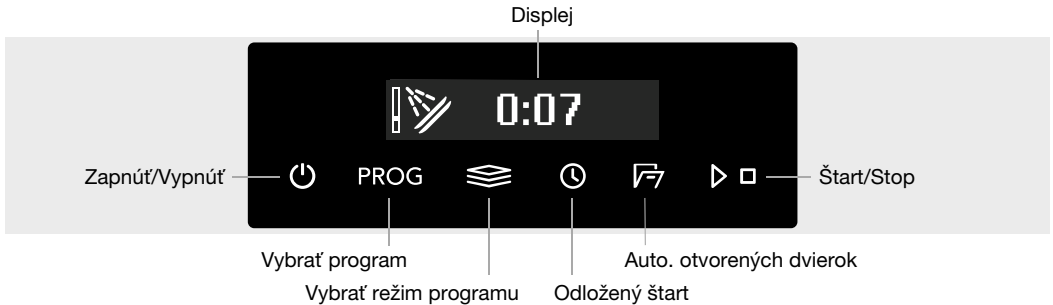 Displej
0:07
Zapnúť/Vypnúť
PROG
Štart/Stop
Vybrať program
Auto. otvorených dvierok
Vybrať režim programu
Odložený štart